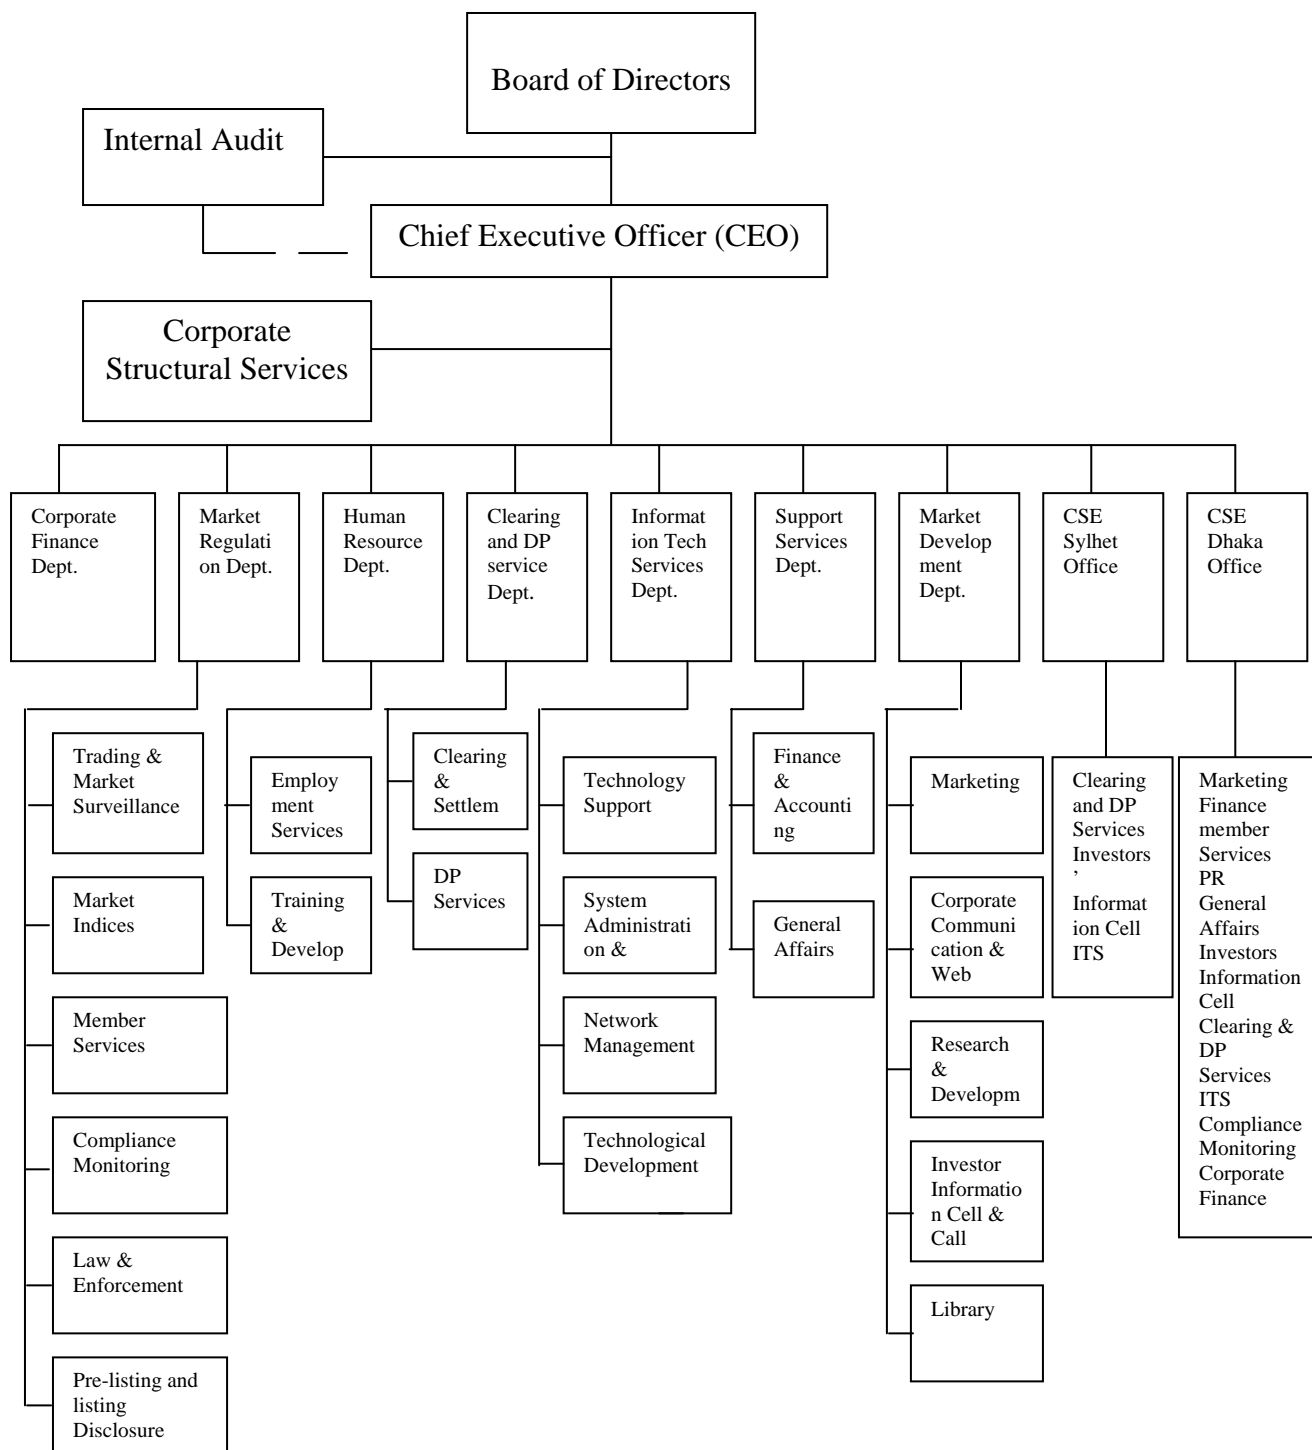 Board of Directors
Internal Audit
Chief Executive Officer (CEO)
Corporate
Structural Services
Corporate
Finance
Dept.
Market
Regulati
on Dept.
Human
Resource
Dept.
Clearing
and DP
service
Dept.
Informat
ion Tech
Services
Dept.
Support
Services
Dept.
Market
Develop
ment
Dept.
CSE
Sylhet
Office
CSE
Dhaka
Office
Trading &
Market
Surveillance
Market
Indices
Member
Services
Compliance
Monitoring
Law &
Enforcement
Pre-listing and
listing
Disclosure
Employ
ment
Services
Training
&
Develop
Clearing
&
Settlem
DP
Services
Technology
Support
System
Administrati
on &
Network
Management
Technological
Development
Finance
&
Accounti
ng
General
Affairs
Marketing
Corporate
Communi
cation &
Web
Research
&
Developm
Investor
Informatio
n Cell &
Call
Library
Clearing
and DP
Services
Investors
’
Informat
ion Cell
ITS
Marketing
Finance
member
Services
PR
General
Affairs
Investors
Information
Cell
Clearing &
DP
Services
ITS
Compliance
Monitoring
Corporate
Finance